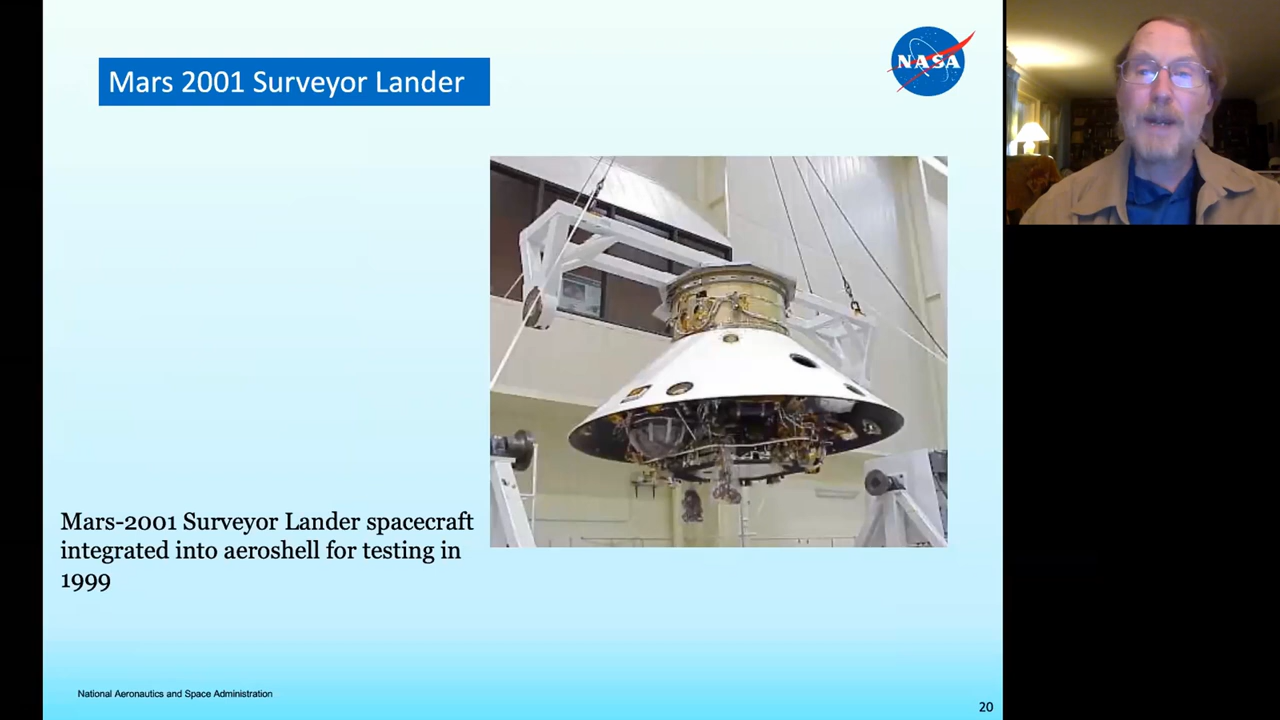 Mars 2001 Surveyor Lander
NASA
Mars-2001 Surveyor Lander spacecraft
integrated into aeroshell for testing in
1999
National Aeronautics and Space Administration
20